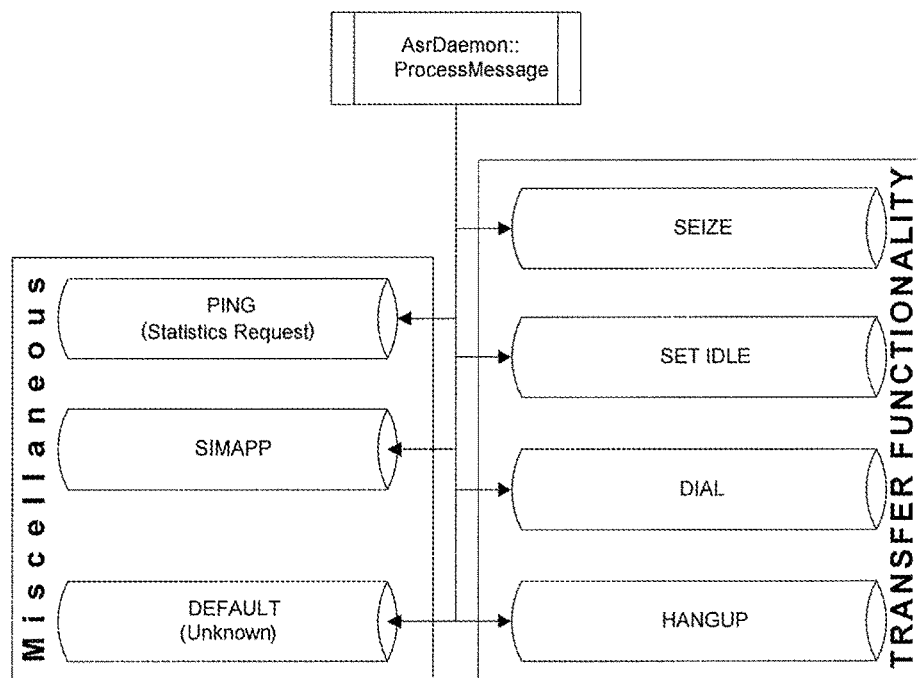 AsrDaemon::
ProcessMessage
Miscellaneous
PING
(Statistics Request)
SIMAPP
DEFAULT
(Unknown)
SEIZE
SET IDLE
DIAL
HANGUP
TRANSFER FUNCTIONALITY